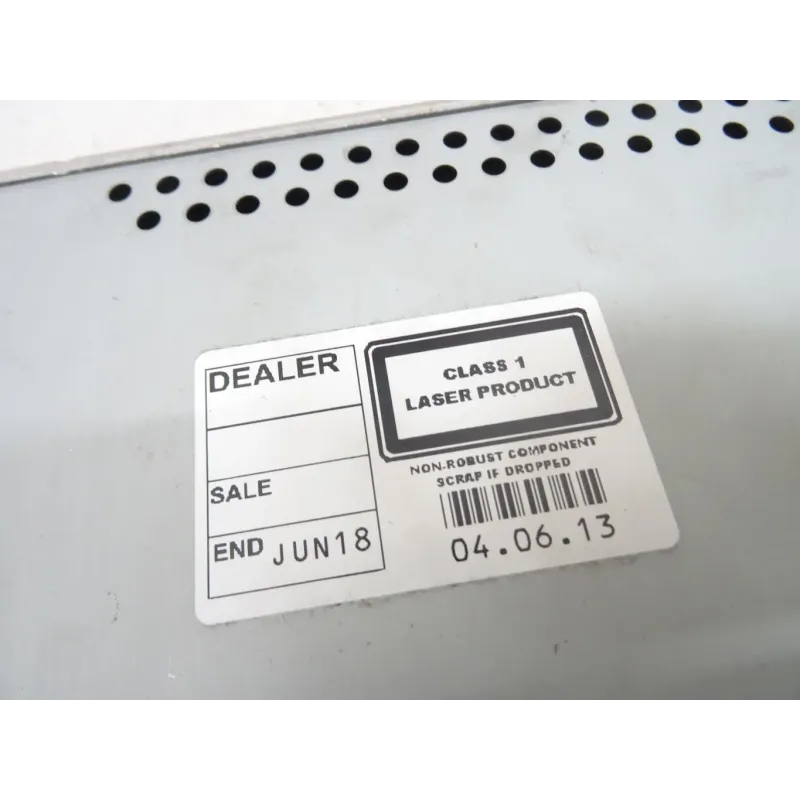 DEALER
SALE
END JUN18
CLASS 1
LASER PRODUCT
NON-ROBUST COMPONENT
SCRAP IF DROPPED
04.06.13